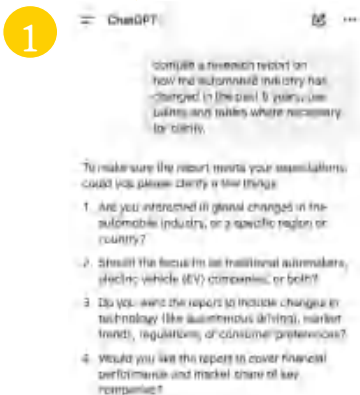 1
ChatGPT
compile a research report on
how the automobile industry has
changed in the past 5 years, use
and tables where necessary
for clarity.
To make sure the report meets your expectations,
could you please clarify a few things
1. Are you interested in global changes in the
automobile industry, or a specific region or
country?
2. Should the focus be on traditional automakers,
electric vehicle (EV) companies, or both?
3. Do you want the report to include changes in
technology (like autonomous driving), market
trends, regulations, or consumer preferences?
4. Would you like the report to cover financial
performance and market share of key
companies?